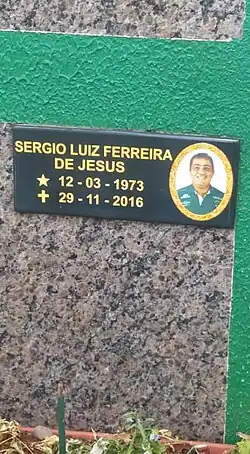 SERGIO LUIZ FERREIRA
DE JESUS
★ 12 - 03 - 1973
✝ 29 - 11 - 2016